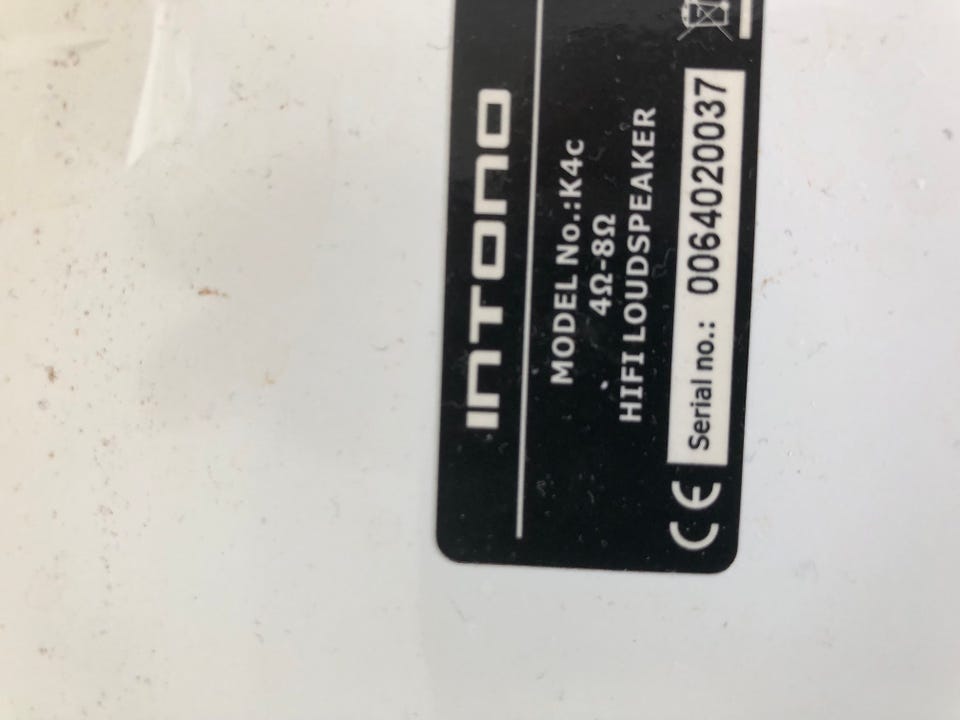 INTONO
MODEL No.:K4c
4Ω-8Ω
HIFI LOUDSPEAKER
CE Serial no.: 0064020037